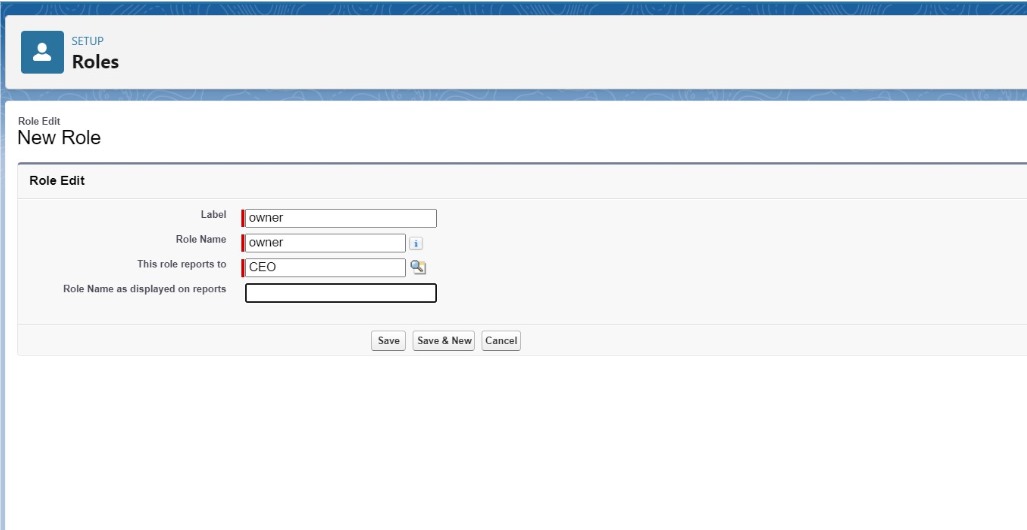 SETUP
Roles
Role Edit
New Role
Role Edit
Label owner
Role Name owner i
This role reports to CEO
Role Name as displayed on reports
Save Save & New Cancel